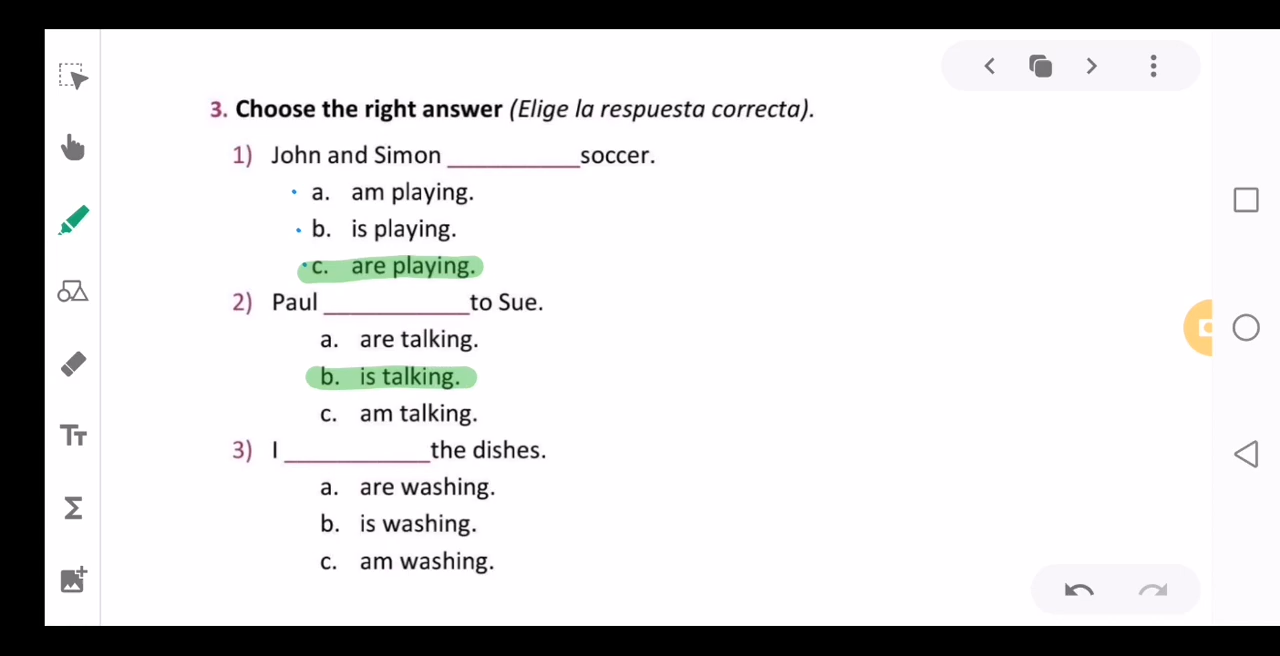 3. Choose the right answer (Elige la respuesta correcta).
1) John and Simon __________soccer.
a. am playing.
b. is playing.
c. are playing.
2) Paul ___________to Sue.
a. are talking.
b. is talking.
c. am talking.
3) I ___________the dishes.
a. are washing.
b. is washing.
c. am washing.